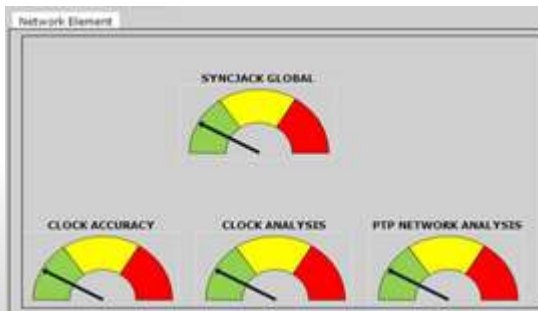 Network Element
SYNCJACK GLOBAL
CLOCK ACCURACY
CLOCK ANALYSIS
PTP NETWORK ANALYSIS